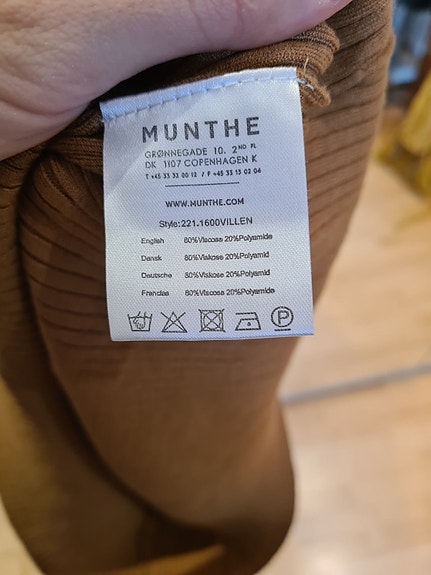 MUNTHE
GRØNNEGADE 10. 2ND FL
DK 1107 COPENHAGEN K
T +45 33 32 00 12 / F +45 33 13 02 04
WWW.MUNTHE.COM
Style:221.1600VILLEN
English 80%Viscose 20%Polyamide
Dansk 80%Viskose 20%Polyamid
Deutsche 80%Viskose 20%Polyamid
Francias 80%Viscose 20%Polyamid
P